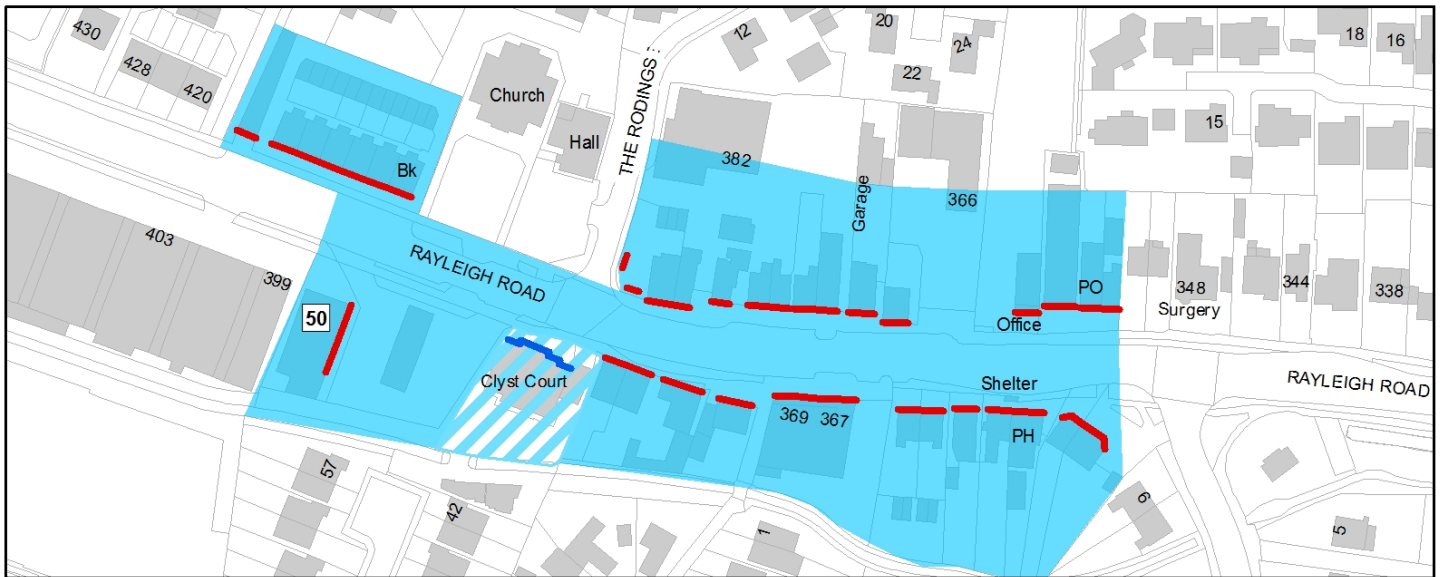 430
428
420
Church
Hall
THE RODINGS
12
20
24
22
18
16
15
Bk
382
Garage
366
403
399
RAYLEIGH ROAD
50
PO
Office
348
Surgery
344
338
Clyst Court
Shelter
RAYLEIGH ROAD
369 367
PH
57
42
1
6
5